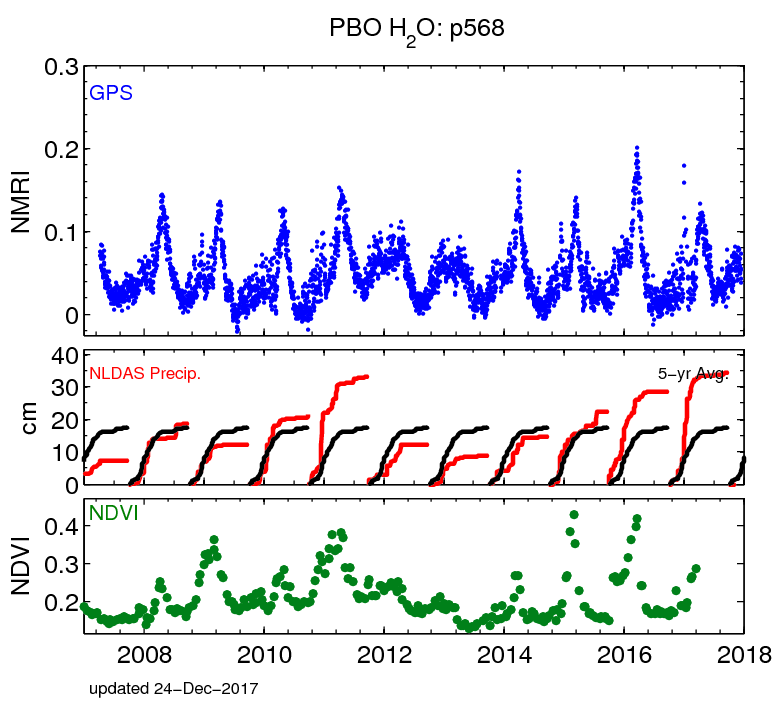 PBO H2O: p568
0.3
GPS
0.2
NMRI
0.1
0
40
NLDAS Precip. 5−yr Avg.
30
cm
20
10
0
NDVI
0.4
NDVI
0.3
0.2
2008 2010 2012 2014 2016 2018
updated 24−Dec−2017